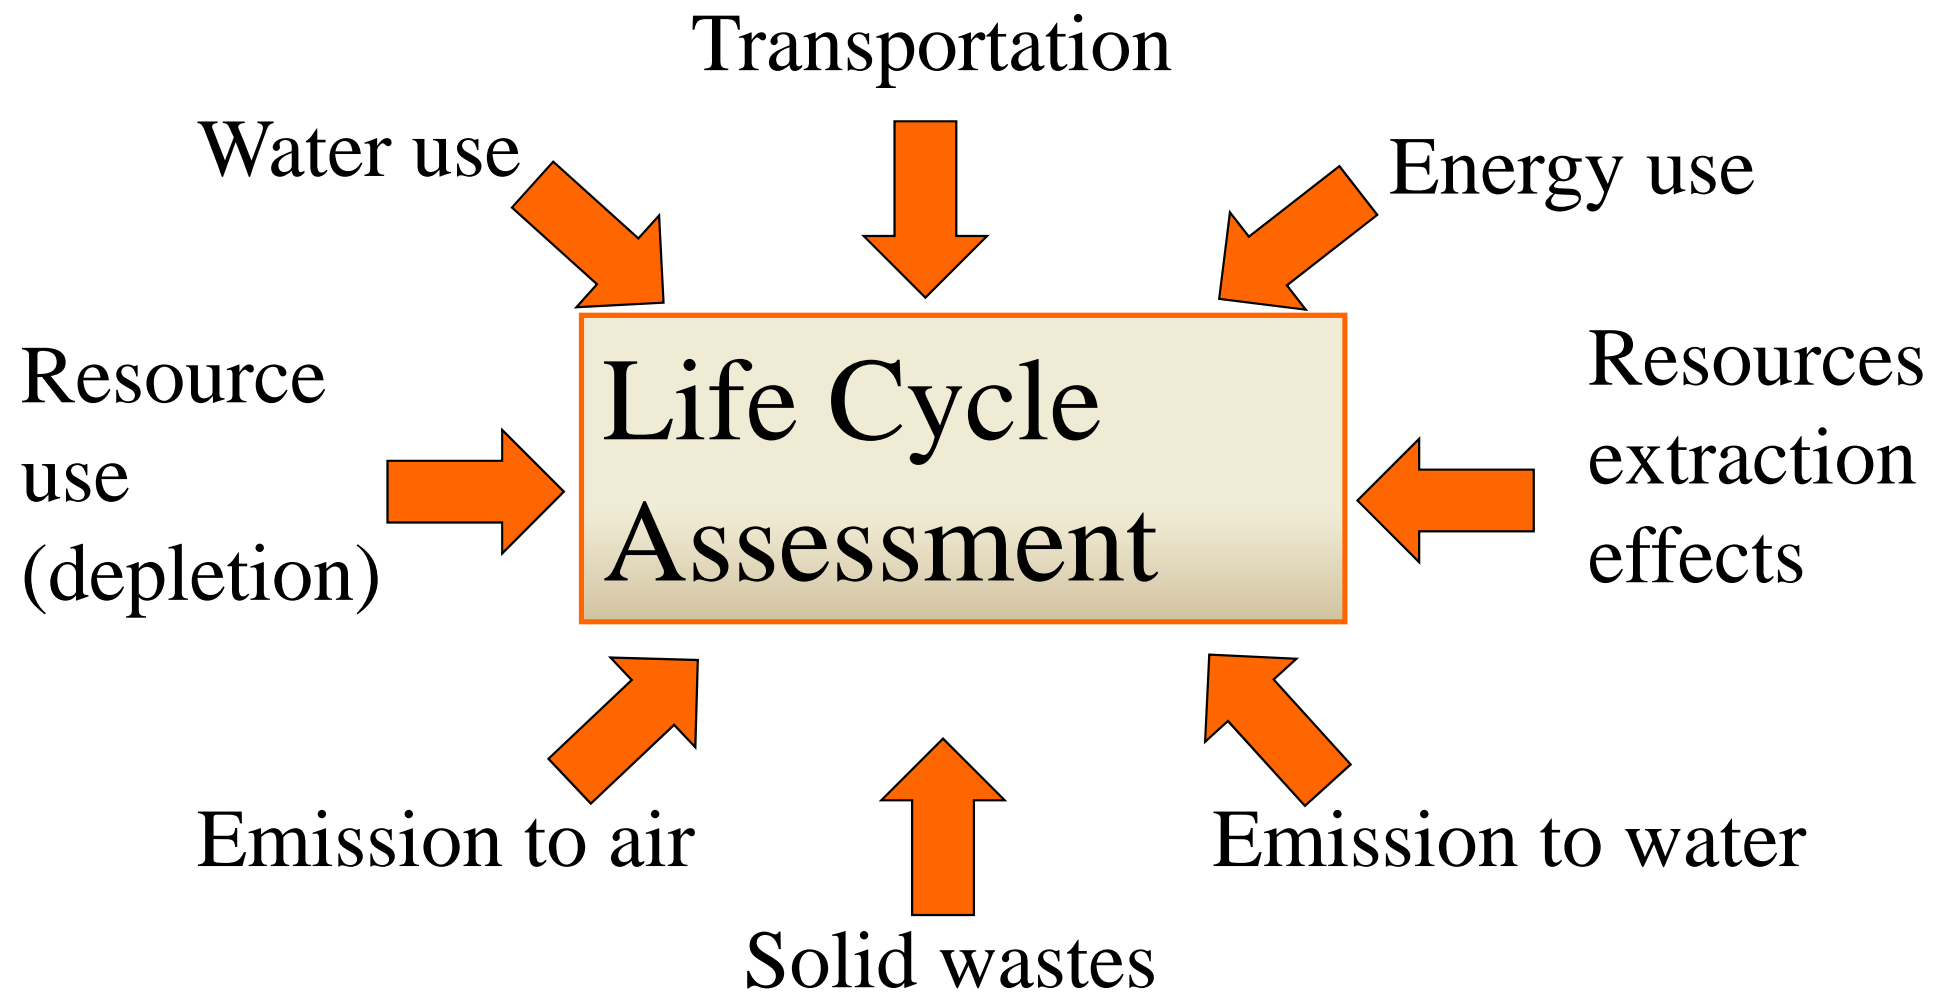 Transportation
Water use
Energy use
Resource
use
(depletion)
Life Cycle
Assessment
Resources
extraction
effects
Emission to air
Emission to water
Solid wastes